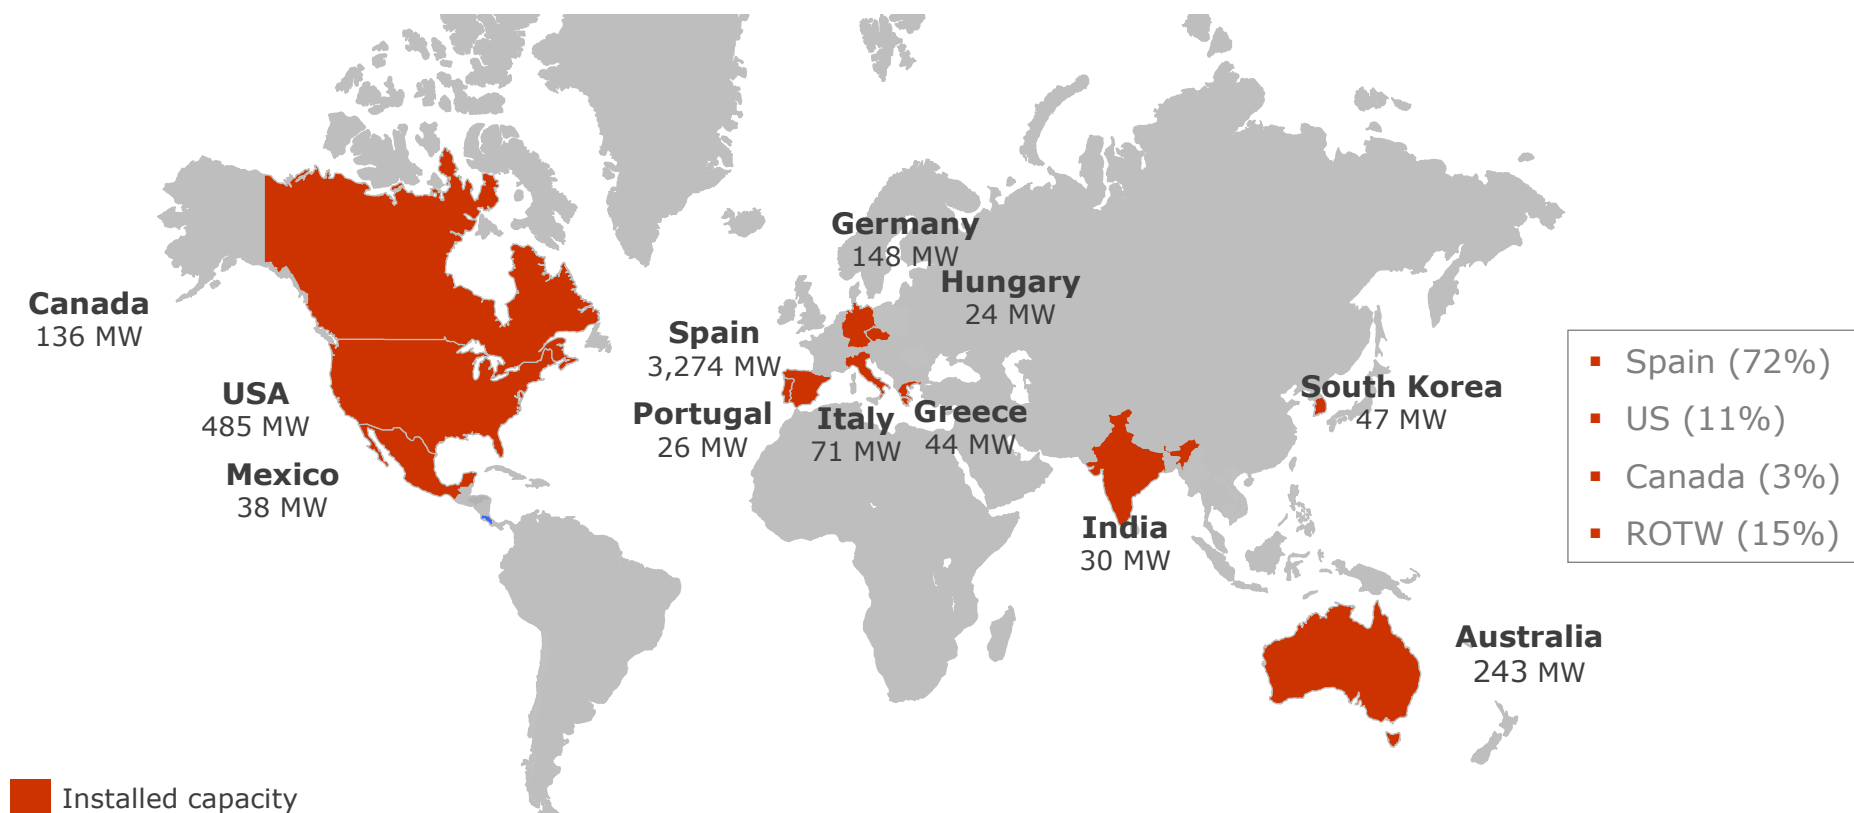 Germany
148 MW
Hungary
24 MW
Canada
136 MW
Spain
3,274 MW
USA
485 MW
Portugal
26 MW
Italy
71 MW
Greece
44 MW
South Korea
47 MW
Mexico
38 MW
India
30 MW
Australia
243 MW
▪ Spain (72%)
▪ US (11%)
▪ Canada (3%)
▪ ROTW (15%)
Installed capacity